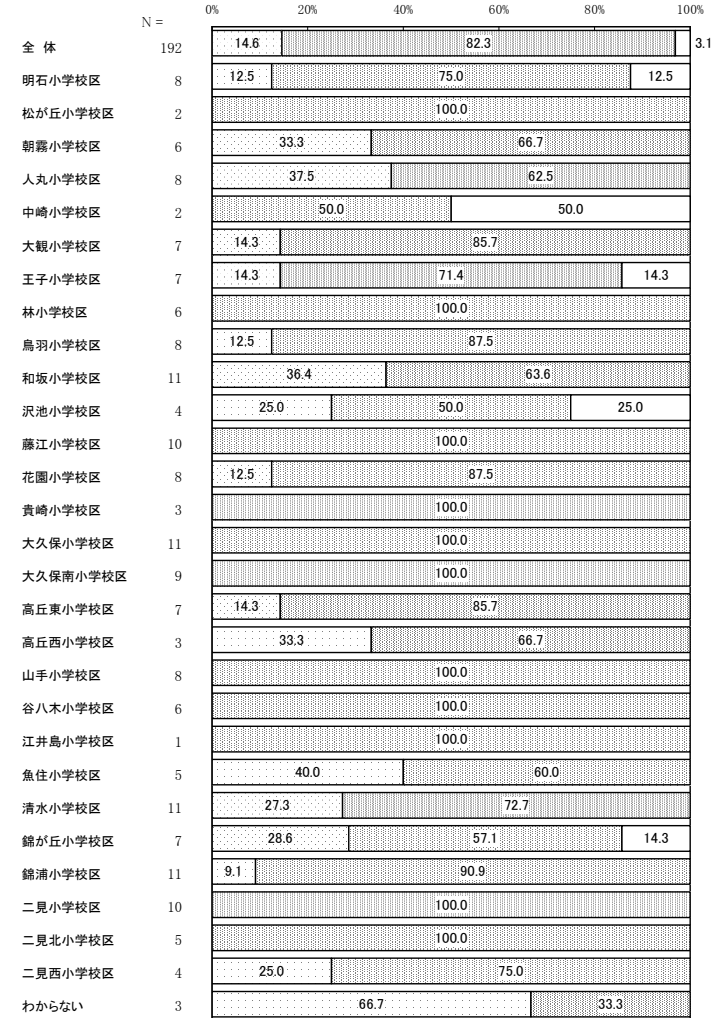 0% 20% 40% 60% 80% 100%
N =
全 体 192 14.6 82.3 3.1
明石小学校区 8 12.5 75.0 12.5
松が丘小学校区 2 100.0
朝霧小学校区 6 33.3 66.7
人丸小学校区 8 37.5 62.5
中崎小学校区 2 50.0 50.0
大観小学校区 7 14.3 85.7
王子小学校区 7 14.3 71.4 14.3
林小学校区 6 100.0
鳥羽小学校区 8 12.5 87.5
和坂小学校区 11 36.4 63.6
沢池小学校区 4 25.0 50.0 25.0
藤江小学校区 10 100.0
花園小学校区 8 12.5 87.5
貴崎小学校区 3 100.0
大久保小学校区 11 100.0
大久保南小学校区 9 100.0
高丘東小学校区 7 14.3 85.7
高丘西小学校区 3 33.3 66.7
山手小学校区 8 100.0
谷八木小学校区 6 100.0
江井島小学校区 1 100.0
魚住小学校区 5 40.0 60.0
清水小学校区 11 27.3 72.7
錦が丘小学校区 7 28.6 57.1 14.3
錦浦小学校区 11 9.1 90.9
二見小学校区 10 100.0
二見北小学校区 5 100.0
二見西小学校区 4 25.0 75.0
わからない 3 66.7 33.3